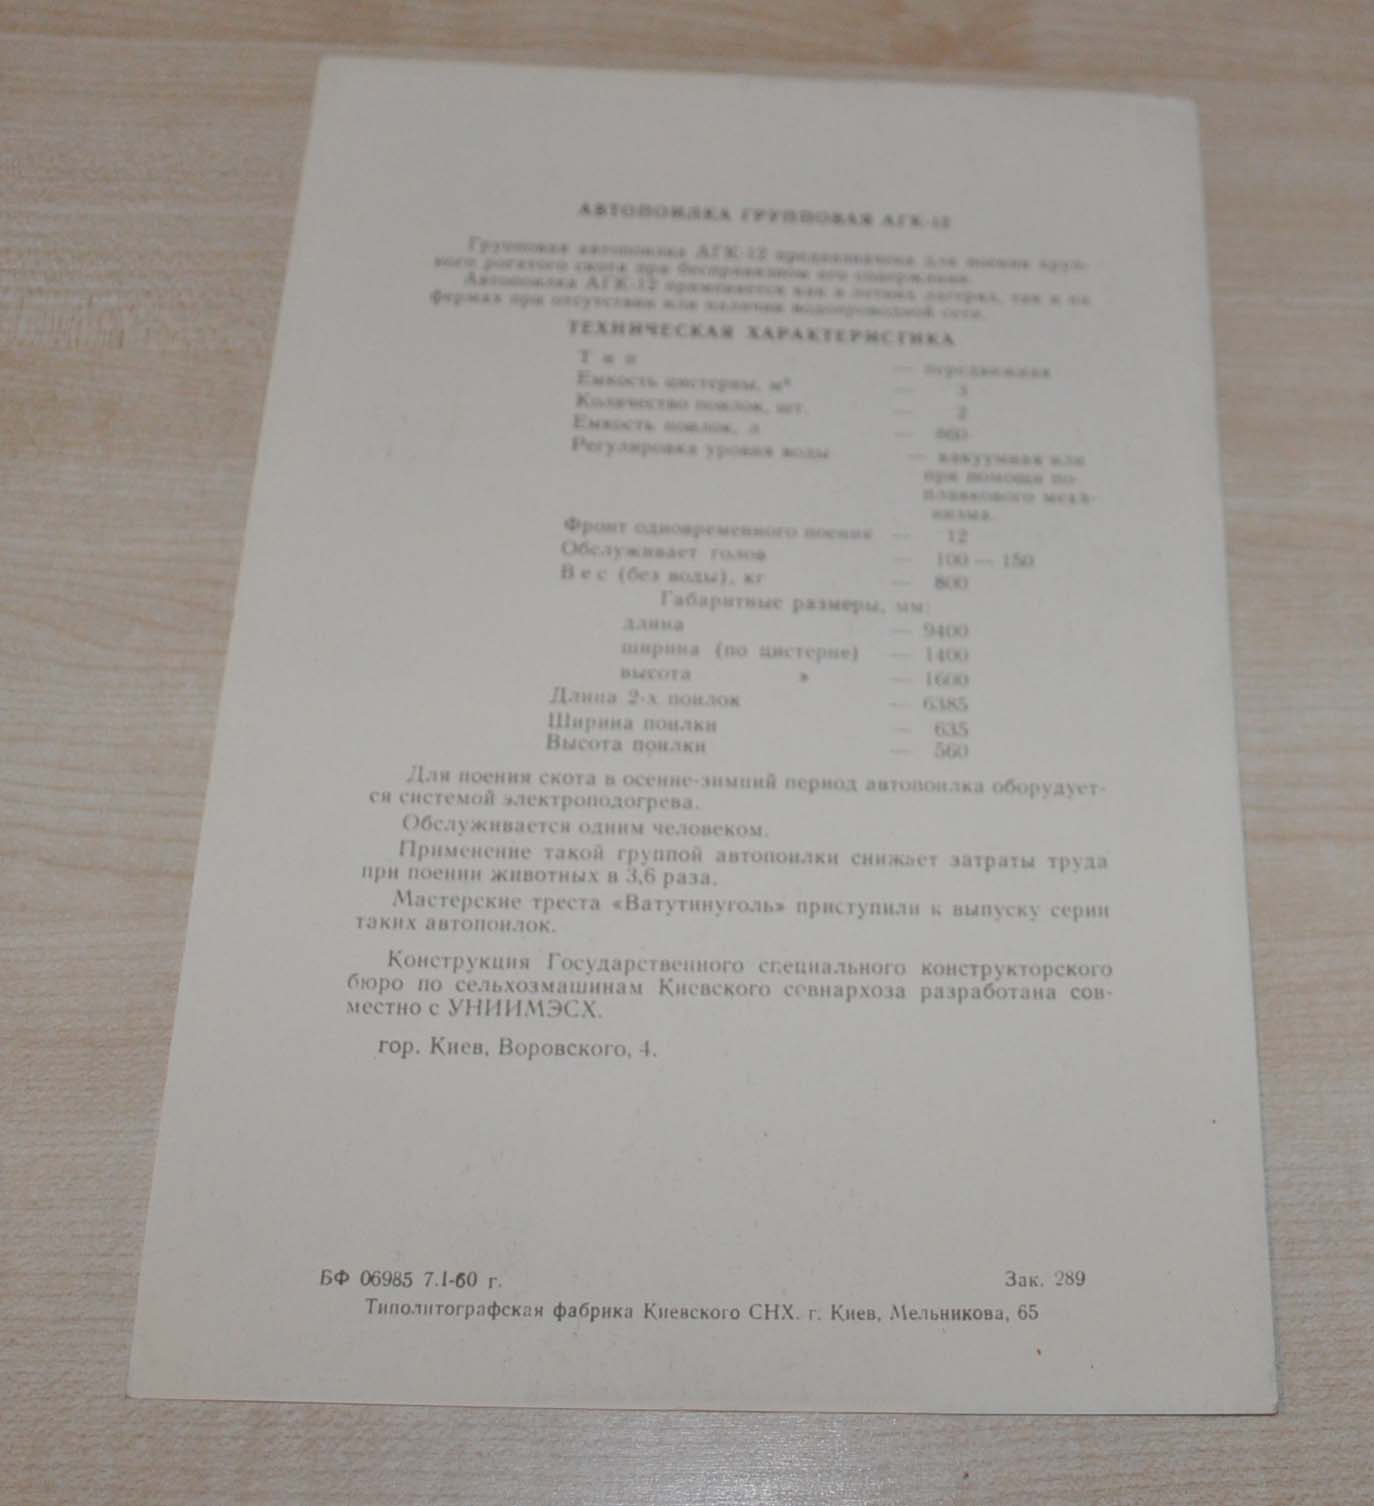 АВТОПОИЛКА ГРУППОВАЯ АГК-12
Групповая автопоилка АГК-12 предназначена для поения круп-
ного рогатого скота при беспривязном его содержании.
Автопоилка АГК-12 применяется как в летних лагерях, так и на
фермах при отсутствии или наличии водопроводной сети.
ТЕХНИЧЕСКАЯ ХАРАКТЕРИСТИКА
Тип — передвижная
Емкость цистерны, м³ — 3
Количество поилок, шт. — 2
Емкость поилок, л — 460
Регулировка уровня воды — вакуумная или
при помощи по-
плавкового меха-
низма.
Фронт одновременного поения — 12
Обслуживает голов — 100 — 150
Вес (без воды), кг — 800
Габаритные размеры, мм:
длина — 9400
ширина (по цистерне) — 1400
высота » — 1600
Длина 2-х поилок — 6385
Ширина поилки — 635
Высота поилки — 560
Для поения скота в осенне-зимний период автопоилка оборудует-
ся системой электроподогрева.
Обслуживается одним человеком.
Применение такой группой автопоилки снижает затраты труда
при поении животных в 3,6 раза.
Мастерские треста «Ватутинуголь» приступили к выпуску серии
таких автопоилок.
Конструкция Государственного специального конструкторского
бюро по сельхозмашинам Киевского совнархоза разработана сов-
местно с УНИИМЭСХ.
гор. Киев, Воровского, 4.
БФ 06985 7.I-60 г. Зак. 289
Типолитографская фабрика Киевского СНХ. г. Киев, Мельникова, 65